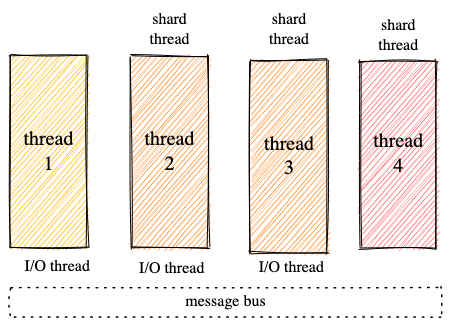 shard
thread
shard
thread
shard
thread
thread
1
thread
2
thread
3
thread
4
I/O thread
I/O thread
I/O thread
message bus